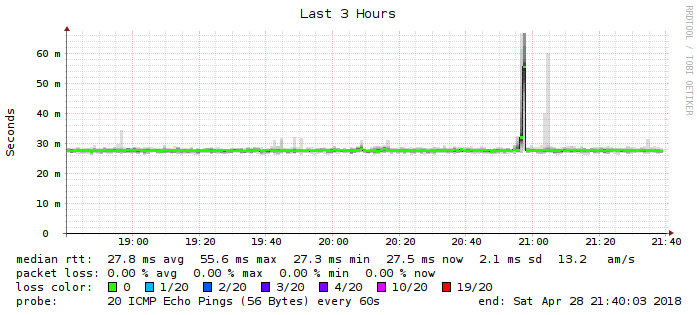 Last 3 Hours
RRDTOOL / TOBI OETIKER
Seconds
60 m
50 m
40 m
30 m
20 m
10 m
0
19:00 19:20 19:40 20:00 20:20 20:40 21:00 21:20 21:40
median rtt: 27.8 ms avg 55.6 ms max 27.3 ms min 27.5 ms now 2.1 ms sd 13.2 am/s
packet loss: 0.00 % avg 0.00 % max 0.00 % min 0.00 % now
loss color: 0 1/20 2/20 3/20 4/20 10/20 19/20
probe: 20 ICMP Echo Pings (56 Bytes) every 60s end: Sat Apr 28 21:40:03 2018